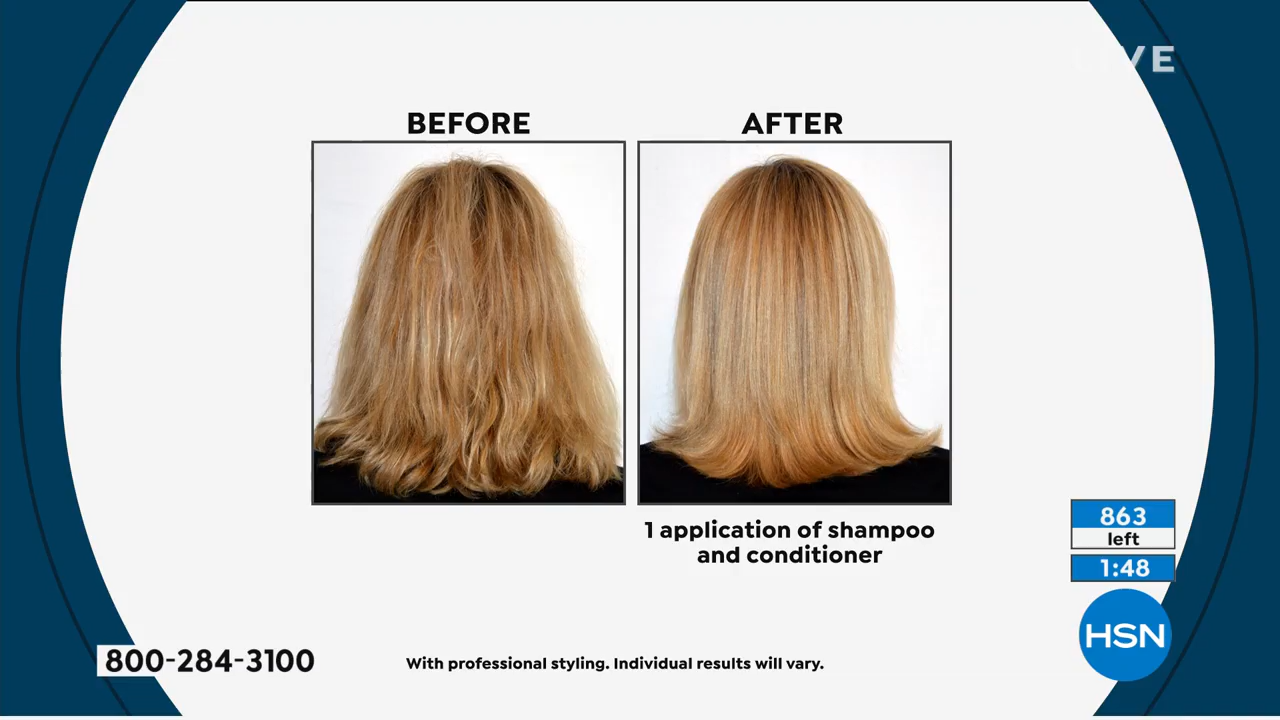 LIVE
BEFORE
AFTER
1 application of shampoo
and conditioner
863
left
1:48
HSN
800-284-3100
With professional styling. Individual results will vary.